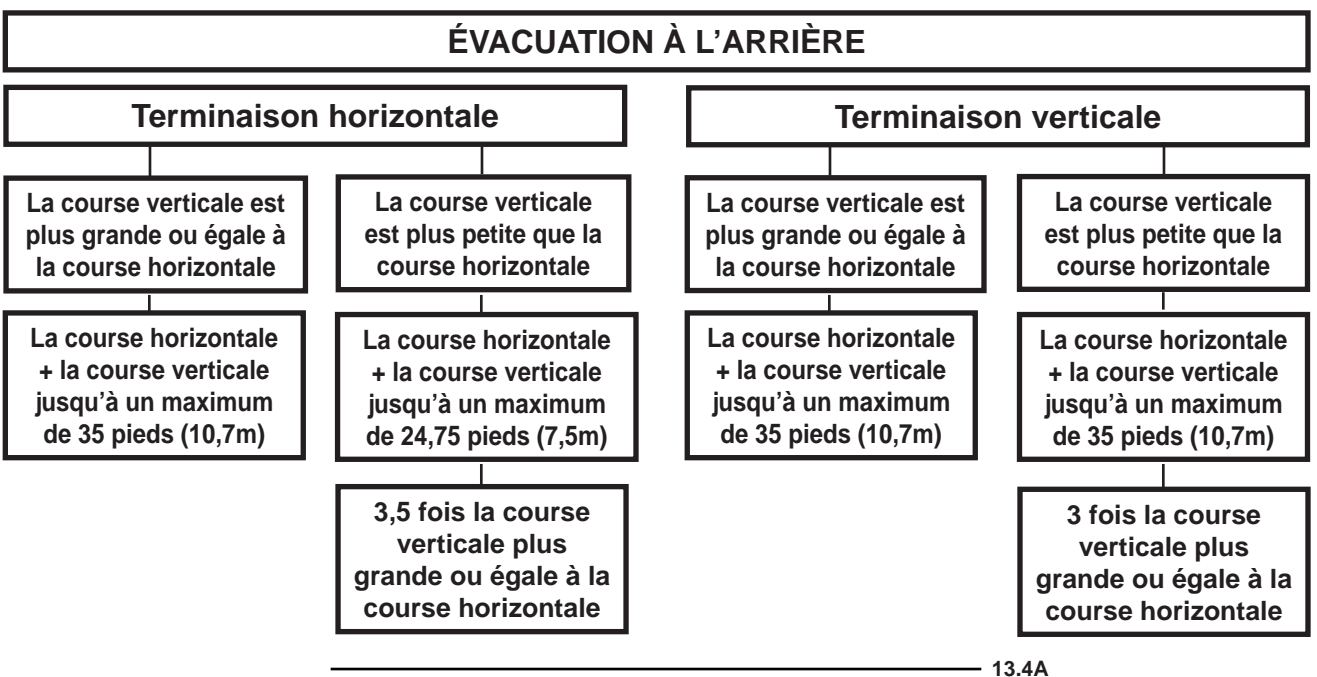 ÉVACUATION À L'ARRIÈRE
Terminaison horizontale
La course verticale est
plus grande ou égale à
la course horizontale
La course horizontale
+ la course verticale
jusqu'à un maximum
de 35 pieds (10,7m)
La course verticale
est plus petite que la
course horizontale
La course horizontale
+ la course verticale
jusqu'à un maximum
de 24,75 pieds (7,5m)
3,5 fois la course
verticale plus
grande ou égale à la
course horizontale
Terminaison verticale
La course verticale est
plus grande ou égale à
la course horizontale
La course horizontale
+ la course verticale
jusqu'à un maximum
de 35 pieds (10,7m)
La course verticale
est plus petite que la
course horizontale
La course horizontale
+ la course verticale
jusqu'à un maximum
de 35 pieds (10,7m)
3 fois la course
verticale plus
grande ou égale à la
course horizontale
13.4A